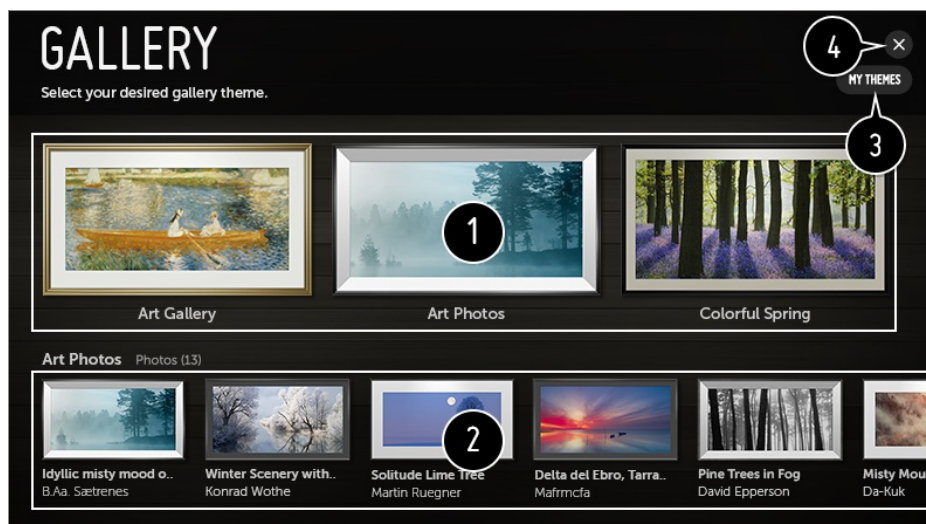 GALLERY
Select your desired gallery theme.
4
MY THEMES
3
1
Art Gallery
Art Photos
Colorful Spring
Art Photos Photos (13)
2
Idyllic misty mood o..
B.Aa. Sætrenes
Winter Scenery with..
Konrad Wothe
Solitude Lime Tree
Martin Ruegner
Delta del Ebro, Tarra..
Mafrmcfa
Pine Trees in Fog
David Epperson
Misty Mou
Da-Kuk